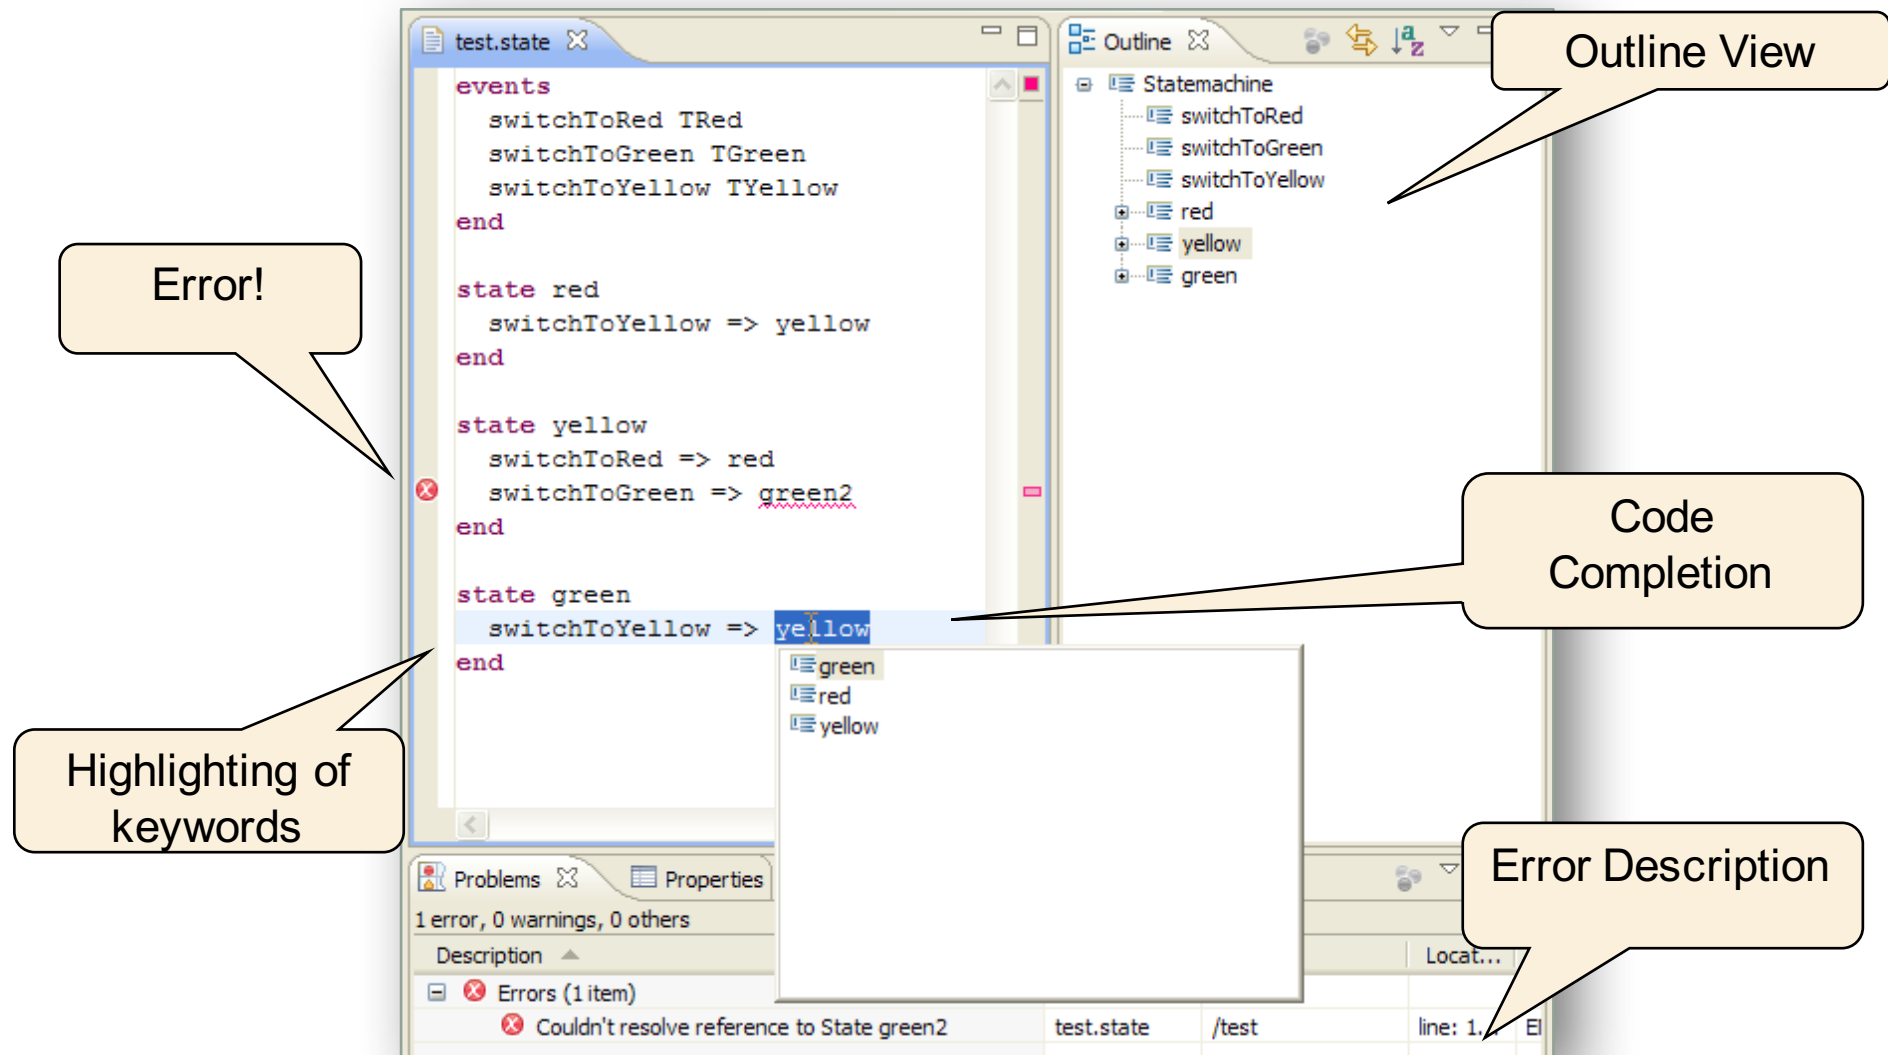 test.state
events
switchToRed TRed
switchToGreen TGreen
switchToYellow TYellow
end
state red
switchToYellow => yellow
end
state yellow
switchToRed => red
switchToGreen => green2
end
state green
switchToYellow => yellow
end
green
red
yellow
Outline
Statemachine
switchToRed
switchToGreen
switchToYellow
red
yellow
green
Outline View
Error!
Code
Completion
Highlighting of
keywords
Error Description
Problems
Properties
1 error, 0 warnings, 0 others
Description
Locat...
Errors (1 item)
Couldn't resolve reference to State green2
test.state
/test
line: 1...